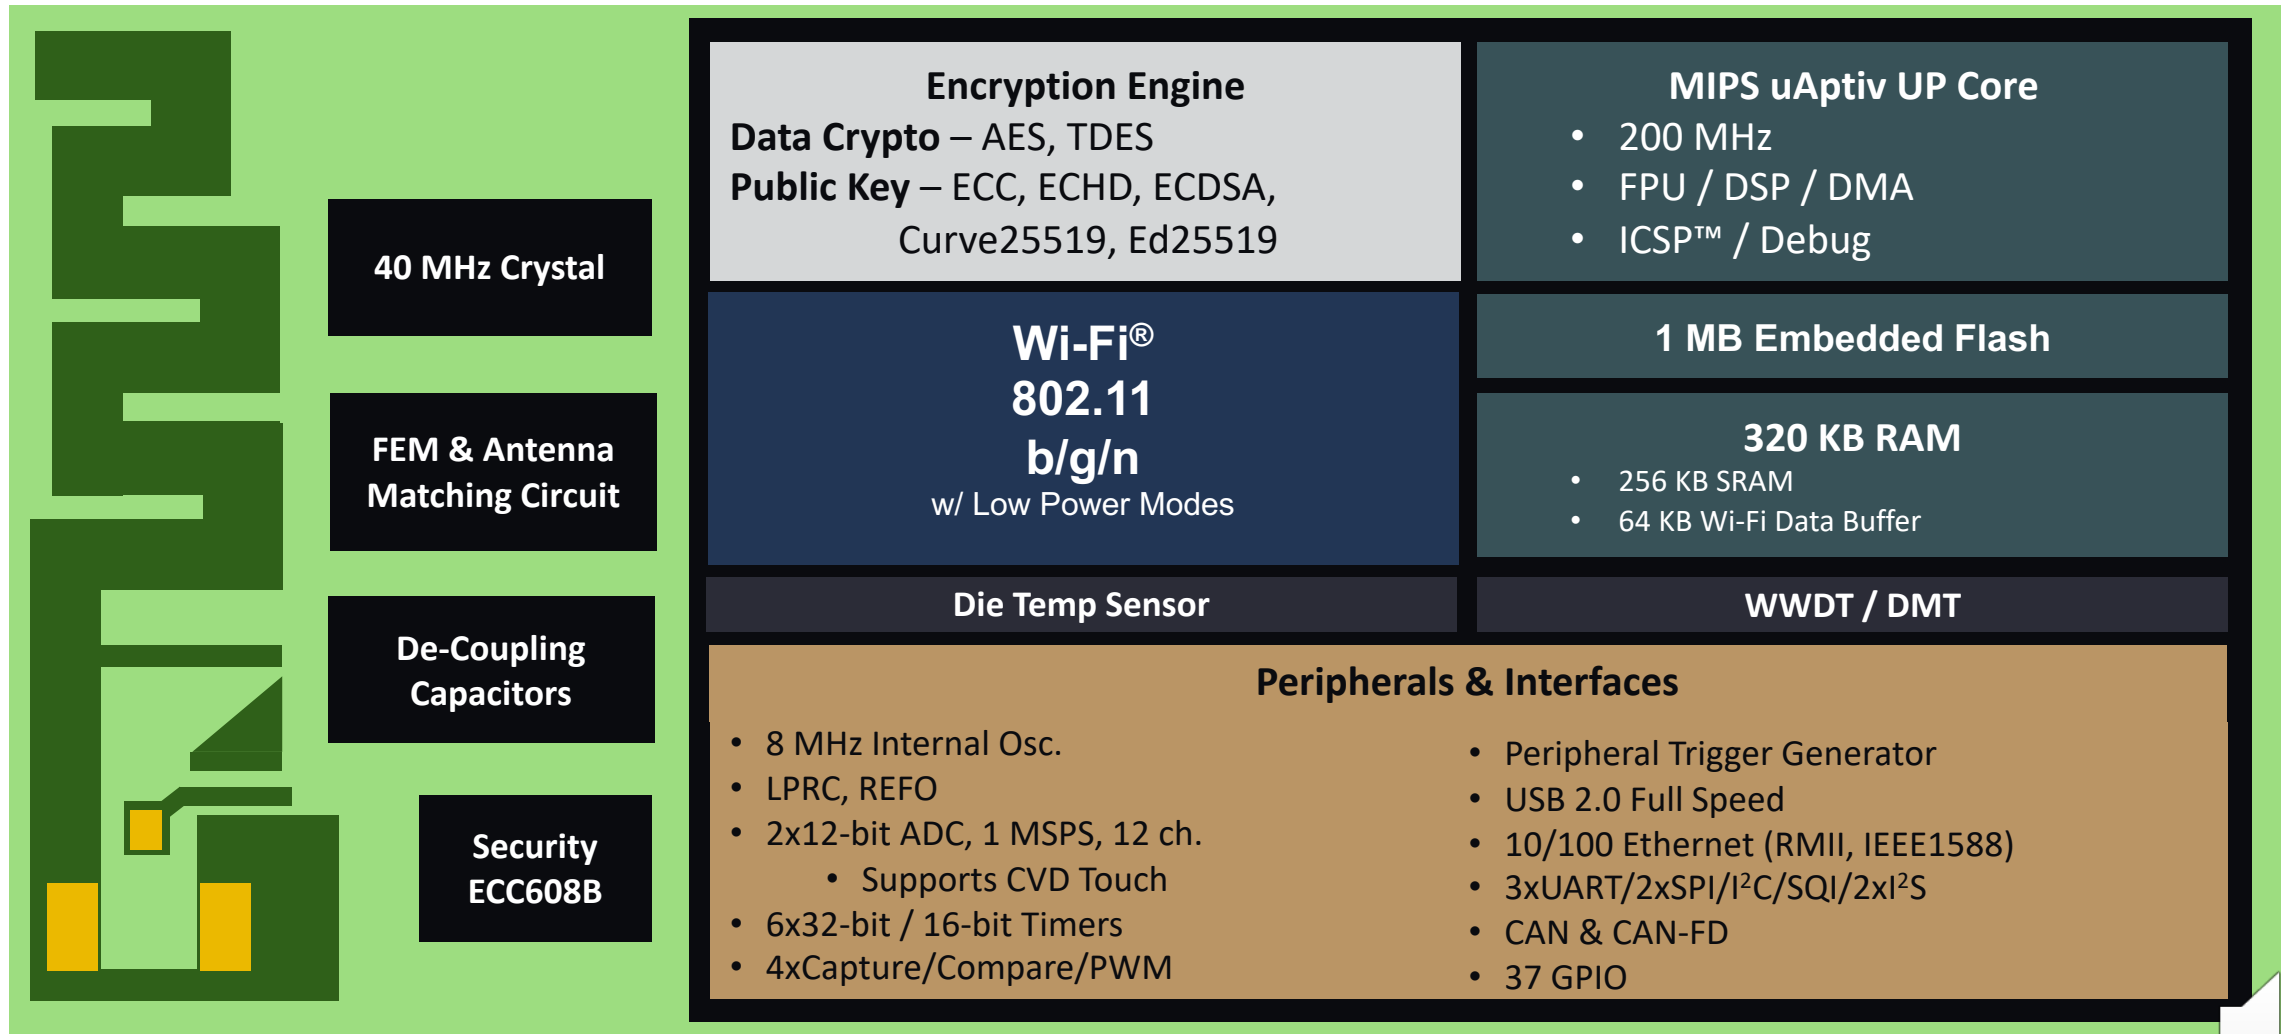 40 MHz Crystal
FEM & Antenna
Matching Circuit
De-Coupling
Capacitors
Security
ECC608B
Encryption Engine
Data Crypto – AES, TDES
Public Key – ECC, ECHD, ECDSA,
Curve25519, Ed25519
MIPS uAptiv UP Core
• 200 MHz
• FPU / DSP / DMA
• ICSP™ / Debug
Wi-Fi®
802.11
b/g/n
w/ Low Power Modes
1 MB Embedded Flash
320 KB RAM
• 256 KB SRAM
• 64 KB Wi-Fi Data Buffer
Die Temp Sensor
WWDT / DMT
Peripherals & Interfaces
• 8 MHz Internal Osc.
• LPRC, REFO
• 2x12-bit ADC, 1 MSPS, 12 ch.
• Supports CVD Touch
• 6x32-bit / 16-bit Timers
• 4xCapture/Compare/PWM
• Peripheral Trigger Generator
• USB 2.0 Full Speed
• 10/100 Ethernet (RMII, IEEE1588)
• 3xUART/2xSPI/I²C/SQI/2xI²S
• CAN & CAN-FD
• 37 GPIO